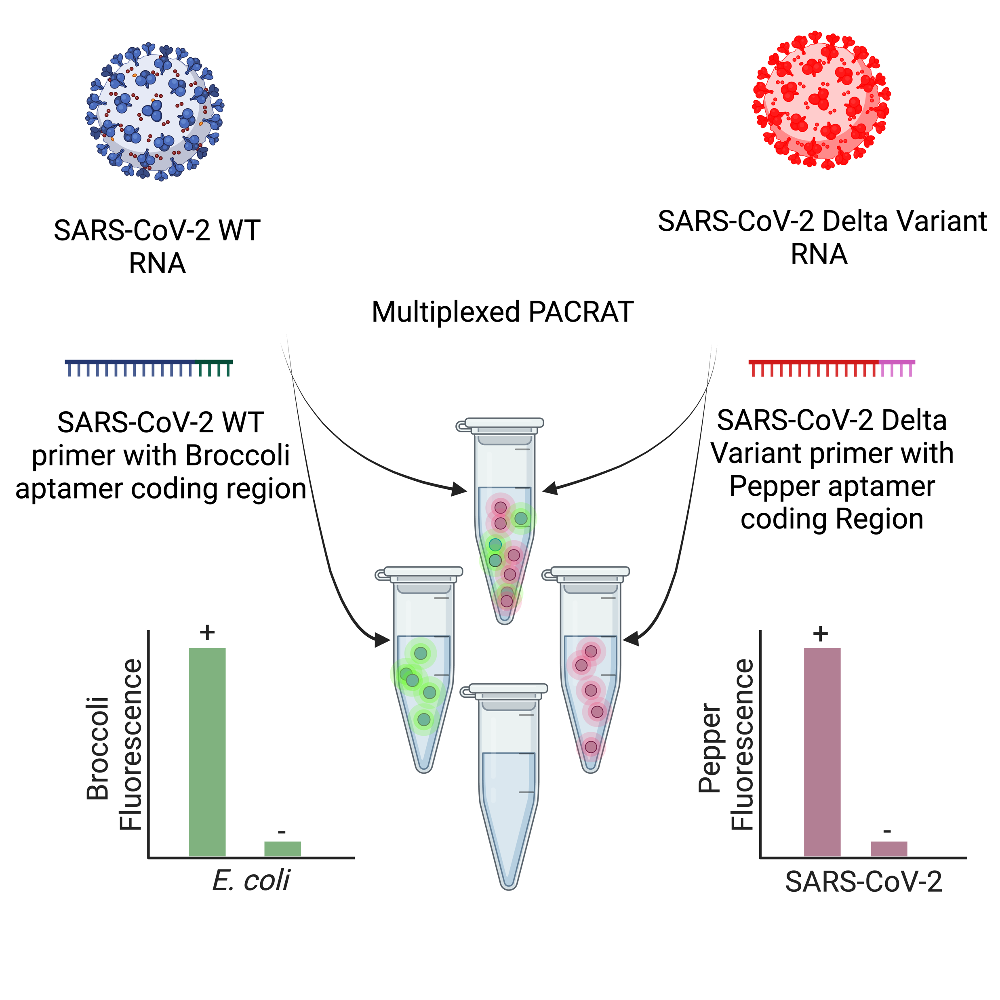 SARS-CoV-2 WT
RNA
SARS-CoV-2 Delta Variant
RNA
Multiplexed PACRAT
SARS-CoV-2 WT
primer with Broccoli
aptamer coding region
SARS-CoV-2 Delta
Variant primer with
Pepper aptamer
coding Region
Broccoli
Fluorescence
+
-
E. coli
Pepper
Fluorescence
+
-
SARS-CoV-2